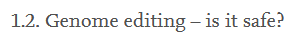 1.2. Genome editing – is it safe?